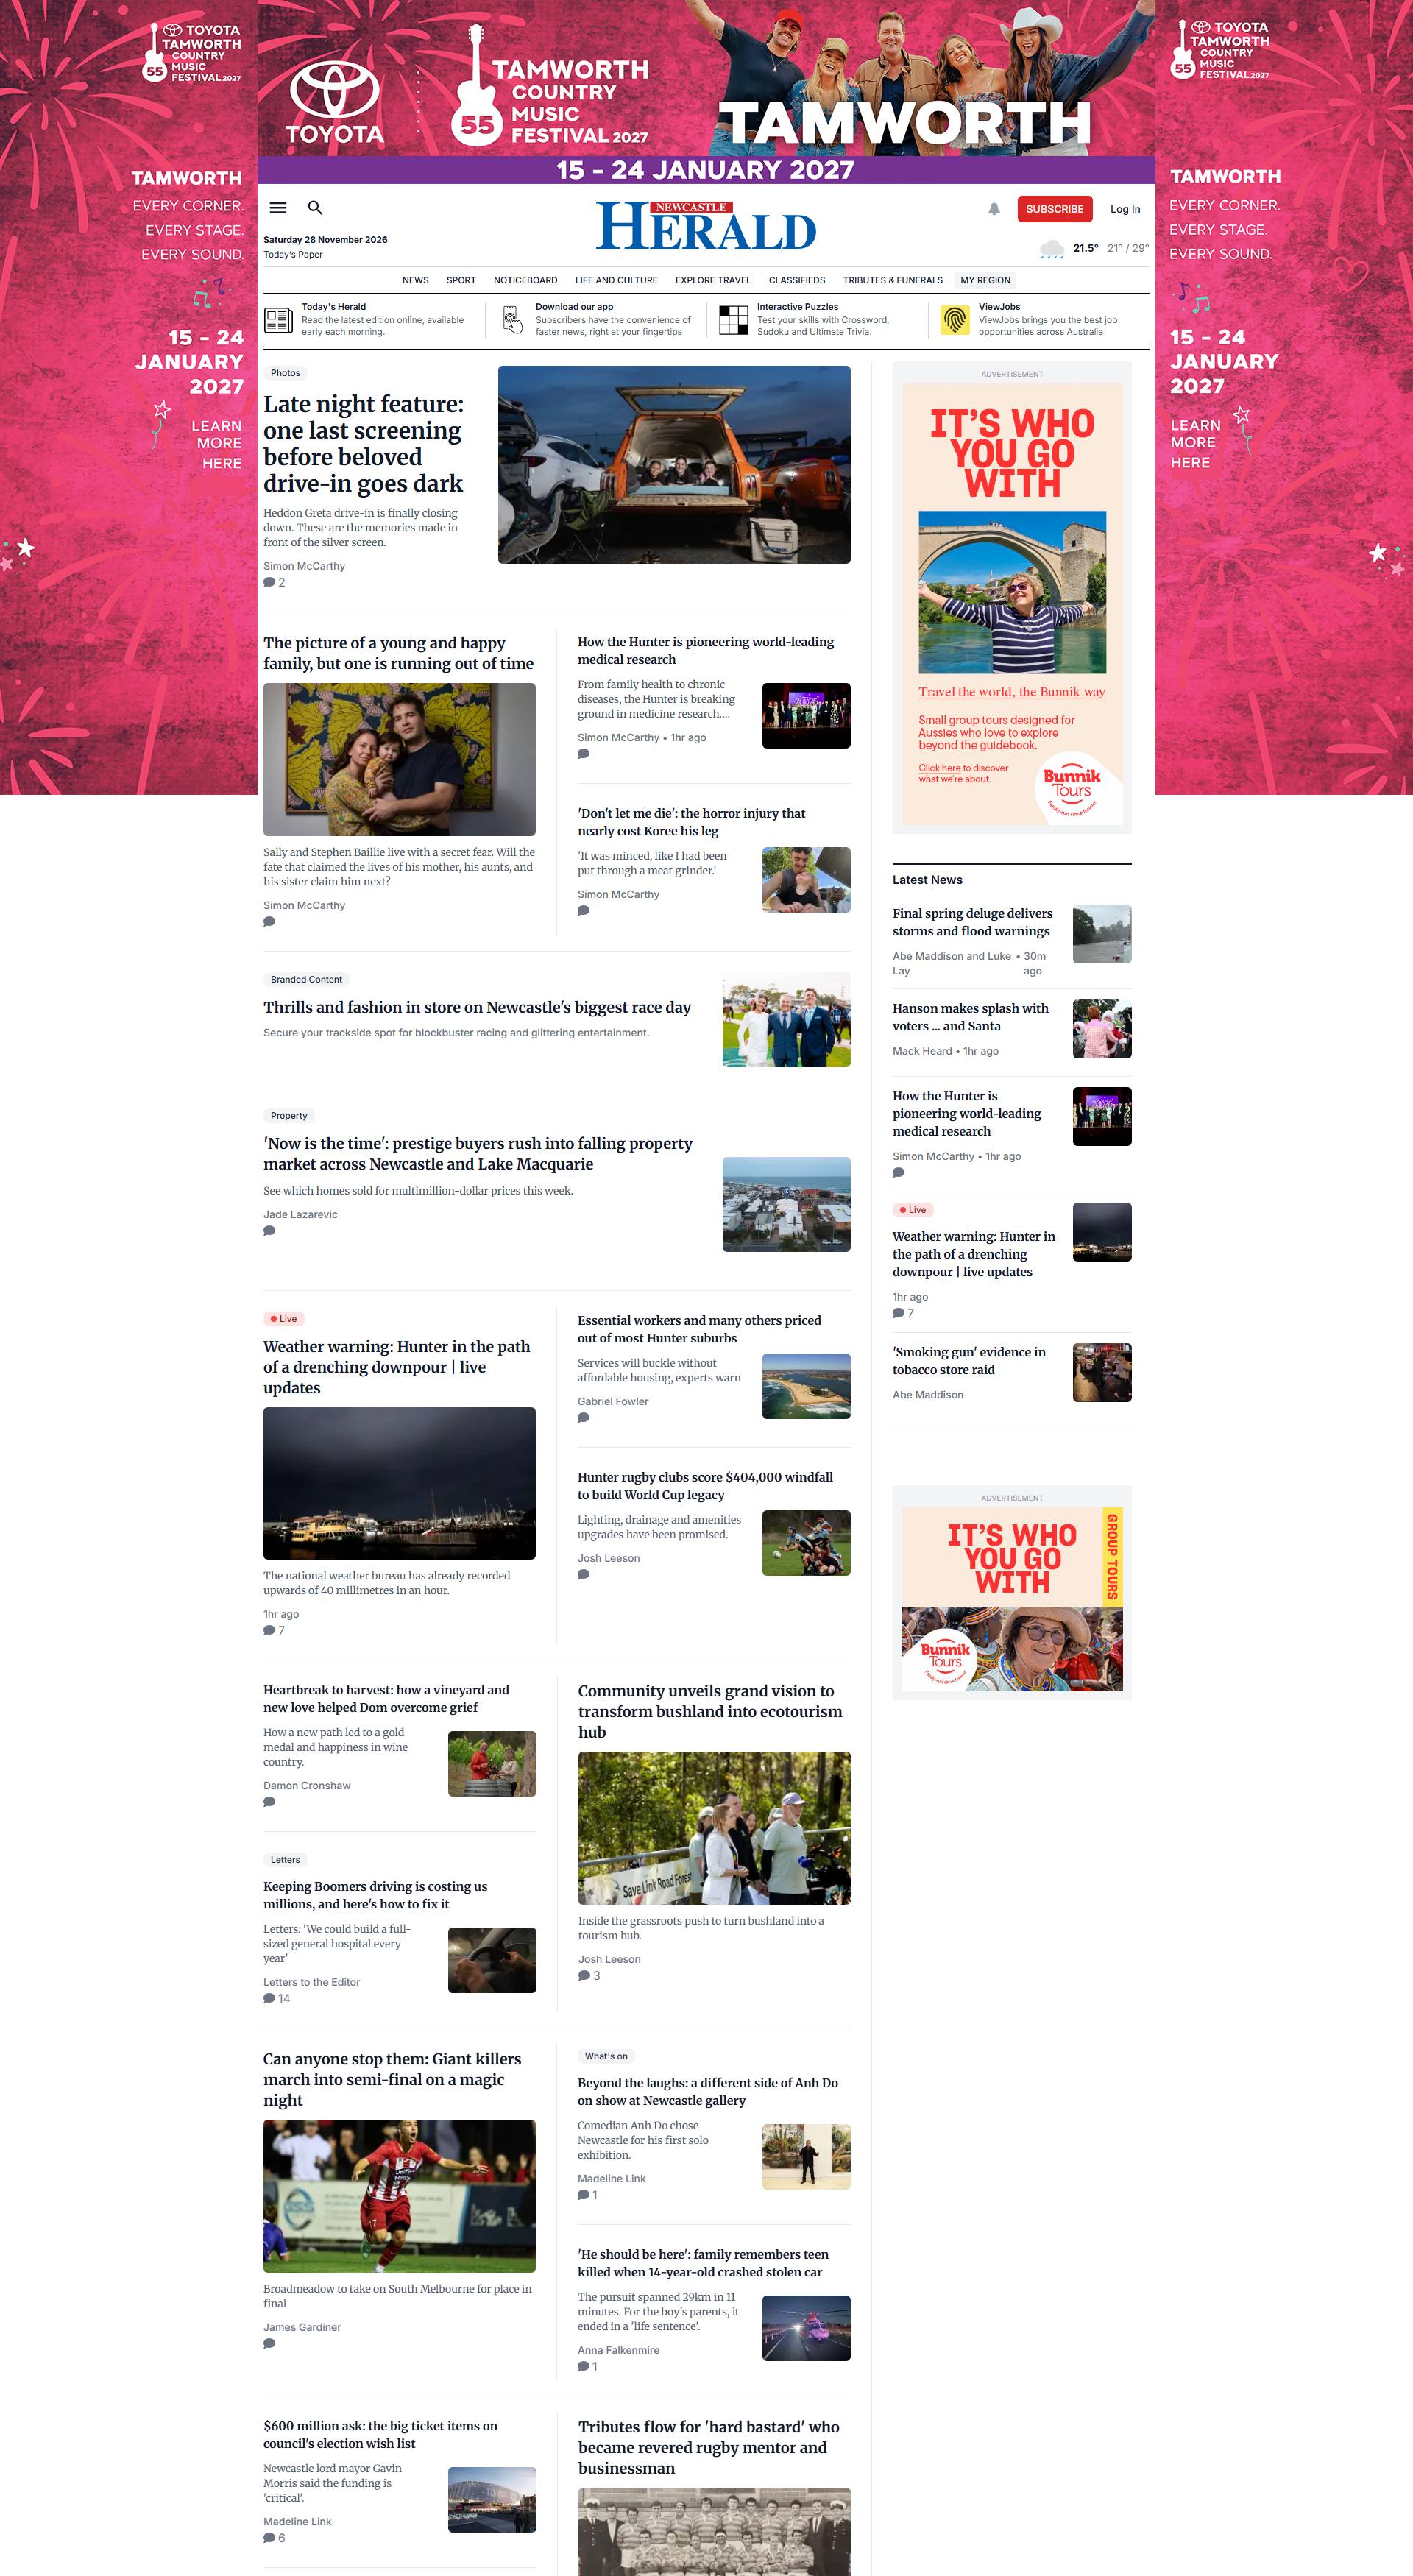 TOYOTA
TAMWORTH
COUNTRY
MUSIC
55
FESTIVAL 2027
TAMWORTH
EVERY CORNER.
EVERY STAGE.
EVERY SOUND.
15 - 24
JANUARY
2027
LEARN
MORE
HERE
TOYOTA
55
TAMWORTH
COUNTRY
MUSIC
FESTIVAL 2027
TAMWORTH
15 - 24 JANUARY 2027
TOYOTA
TAMWORTH
COUNTRY
MUSIC
55
FESTIVAL 2027
TAMWORTH
EVERY CORNER.
EVERY STAGE.
EVERY SOUND.
15 - 24
JANUARY
2027
LEARN
MORE
HERE
NEWCASTLE
HERALD
SUBSCRIBE
Log In
Saturday 28 November 2026
Today's Paper
21.5° 21° / 29°
NEWS SPORT NOTICEBOARD LIFE AND CULTURE EXPLORE TRAVEL CLASSIFIEDS TRIBUTES & FUNERALS MY REGION
Today's Herald
Read the latest edition online, available
early each morning.
Download our app
Subscribers have the convenience of
faster news, right at your fingertips
Interactive Puzzles
Test your skills with Crossword,
Sudoku and Ultimate Trivia.
ViewJobs
ViewJobs brings you the best job
opportunities across Australia
Photos
Late night feature:
one last screening
before beloved
drive-in goes dark
Heddon Greta drive-in is finally closing
down. These are the memories made in
front of the silver screen.
Simon McCarthy
2
The picture of a young and happy
family, but one is running out of time
Sally and Stephen Baillie live with a secret fear. Will the
fate that claimed the lives of his mother, his aunts, and
his sister claim him next?
Simon McCarthy
How the Hunter is pioneering world-leading
medical research
From family health to chronic
diseases, the Hunter is breaking
ground in medicine research....
Simon McCarthy • 1hr ago
'Don't let me die': the horror injury that
nearly cost Koree his leg
'It was minced, like I had been
put through a meat grinder.'
Simon McCarthy
Branded Content
Thrills and fashion in store on Newcastle's biggest race day
Secure your trackside spot for blockbuster racing and glittering entertainment.
Property
'Now is the time': prestige buyers rush into falling property
market across Newcastle and Lake Macquarie
See which homes sold for multimillion-dollar prices this week.
Jade Lazarevic
Live
Weather warning: Hunter in the path
of a drenching downpour | live
updates
The national weather bureau has already recorded
upwards of 40 millimetres in an hour.
1hr ago
7
Essential workers and many others priced
out of most Hunter suburbs
Services will buckle without
affordable housing, experts warn
Gabriel Fowler
Hunter rugby clubs score $404,000 windfall
to build World Cup legacy
Lighting, drainage and amenities
upgrades have been promised.
Josh Leeson
Heartbreak to harvest: how a vineyard and
new love helped Dom overcome grief
How a new path led to a gold
medal and happiness in wine
country.
Damon Cronshaw
Letters
Keeping Boomers driving is costing us
millions, and here's how to fix it
Letters: 'We could build a full-
sized general hospital every
year'
Letters to the Editor
14
Community unveils grand vision to
transform bushland into ecotourism
hub
Save Link Road Forest
Inside the grassroots push to turn bushland into a
tourism hub.
Josh Leeson
3
Can anyone stop them: Giant killers
march into semi-final on a magic
night
Broadmeadow to take on South Melbourne for place in
final
James Gardiner
What's on
Beyond the laughs: a different side of Anh Do
on show at Newcastle gallery
Comedian Anh Do chose
Newcastle for his first solo
exhibition.
Madeline Link
1
'He should be here': family remembers teen
killed when 14-year-old crashed stolen car
The pursuit spanned 29km in 11
minutes. For the boy's parents, it
ended in a 'life sentence'.
Anna Falkenmire
1
$600 million ask: the big ticket items on
council's election wish list
Newcastle lord mayor Gavin
Morris said the funding is
'critical'.
Madeline Link
6
Tributes flow for 'hard bastard' who
became revered rugby mentor and
businessman
ADVERTISEMENT
IT'S WHO
YOU GO
WITH
Travel the world, the Bunnik way
Small group tours designed for
Aussies who love to explore
beyond the guidebook.
Click here to discover
what we're about.
Bunnik
Tours
Family-run since forever
Latest News
Final spring deluge delivers
storms and flood warnings
Abe Maddison and Luke • 30m
Lay ago
Hanson makes splash with
voters ... and Santa
Mack Heard • 1hr ago
How the Hunter is
pioneering world-leading
medical research
Simon McCarthy • 1hr ago
Live
Weather warning: Hunter in
the path of a drenching
downpour | live updates
1hr ago
7
'Smoking gun' evidence in
tobacco store raid
Abe Maddison
ADVERTISEMENT
IT'S WHO
YOU GO
WITH
GROUP TOURS
Bunnik
Tours
Family-run since forever